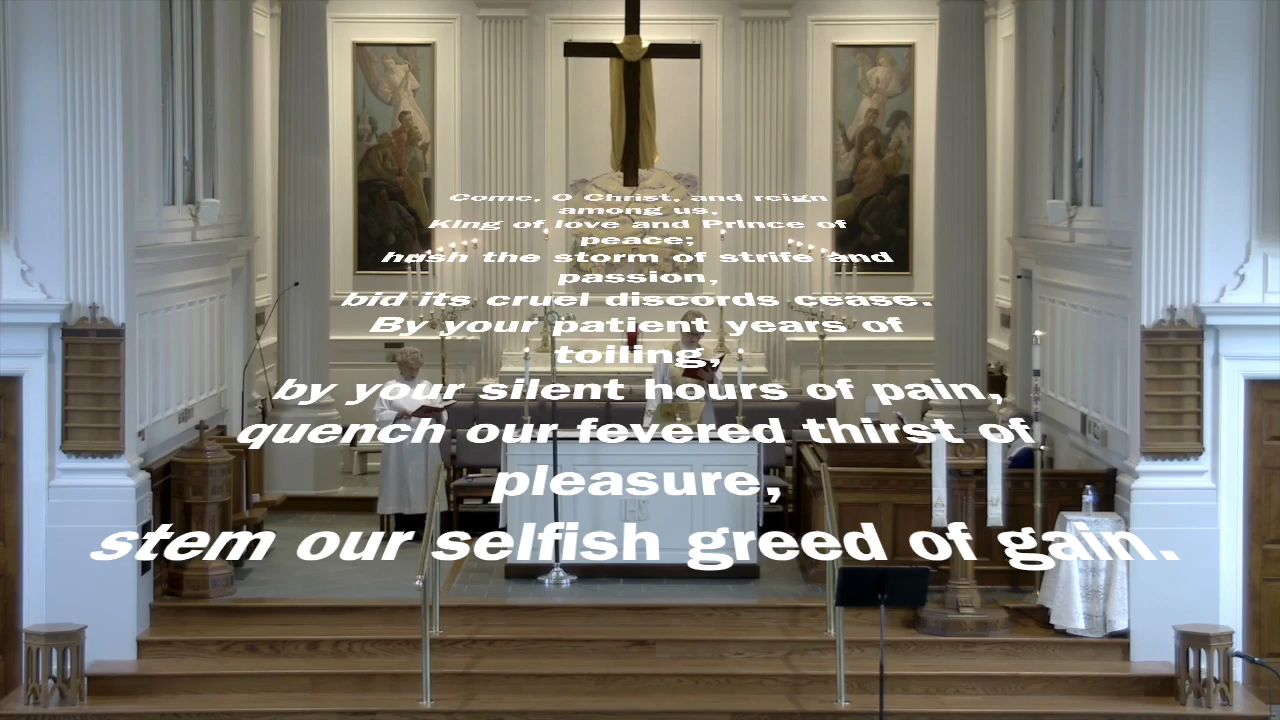 Come, O Christ, and reign
among us,
King of love and Prince of
peace;
hush the storm of strife and
passion,
bid its cruel discords cease.
By your patient years of
toiling,
by your silent hours of pain,
quench our fevered thirst of
pleasure,
IHS
stem our selfish greed of gain.